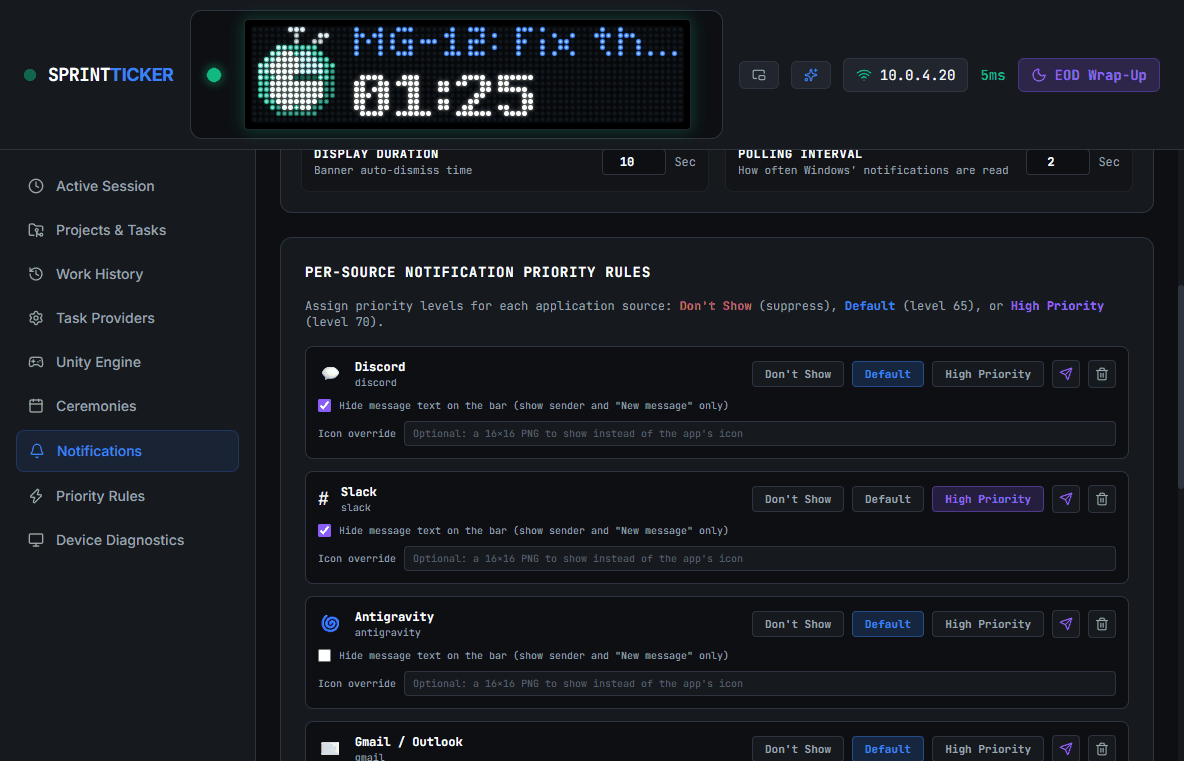 SPRINTTICKER
MG-12: Fix th...
01:25
10.0.4.20
5ms
EOD Wrap-Up
Active Session
Projects & Tasks
Work History
Task Providers
Unity Engine
Ceremonies
Notifications
Priority Rules
Device Diagnostics
DISPLAY DURATION
Banner auto-dismiss time
10 Sec
POLLING INTERVAL
How often Windows' notifications are read
2 Sec
PER-SOURCE NOTIFICATION PRIORITY RULES
Assign priority levels for each application source: Don't Show (suppress), Default (level 65), or High Priority
(level 70).
Discord
discord
Don't Show Default High Priority
Hide message text on the bar (show sender and "New message" only)
Icon override Optional: a 16×16 PNG to show instead of the app's icon
# Slack
slack
Don't Show Default High Priority
Hide message text on the bar (show sender and "New message" only)
Icon override Optional: a 16×16 PNG to show instead of the app's icon
Antigravity
antigravity
Don't Show Default High Priority
Hide message text on the bar (show sender and "New message" only)
Icon override Optional: a 16×16 PNG to show instead of the app's icon
Gmail / Outlook
gmail
Don't Show Default High Priority